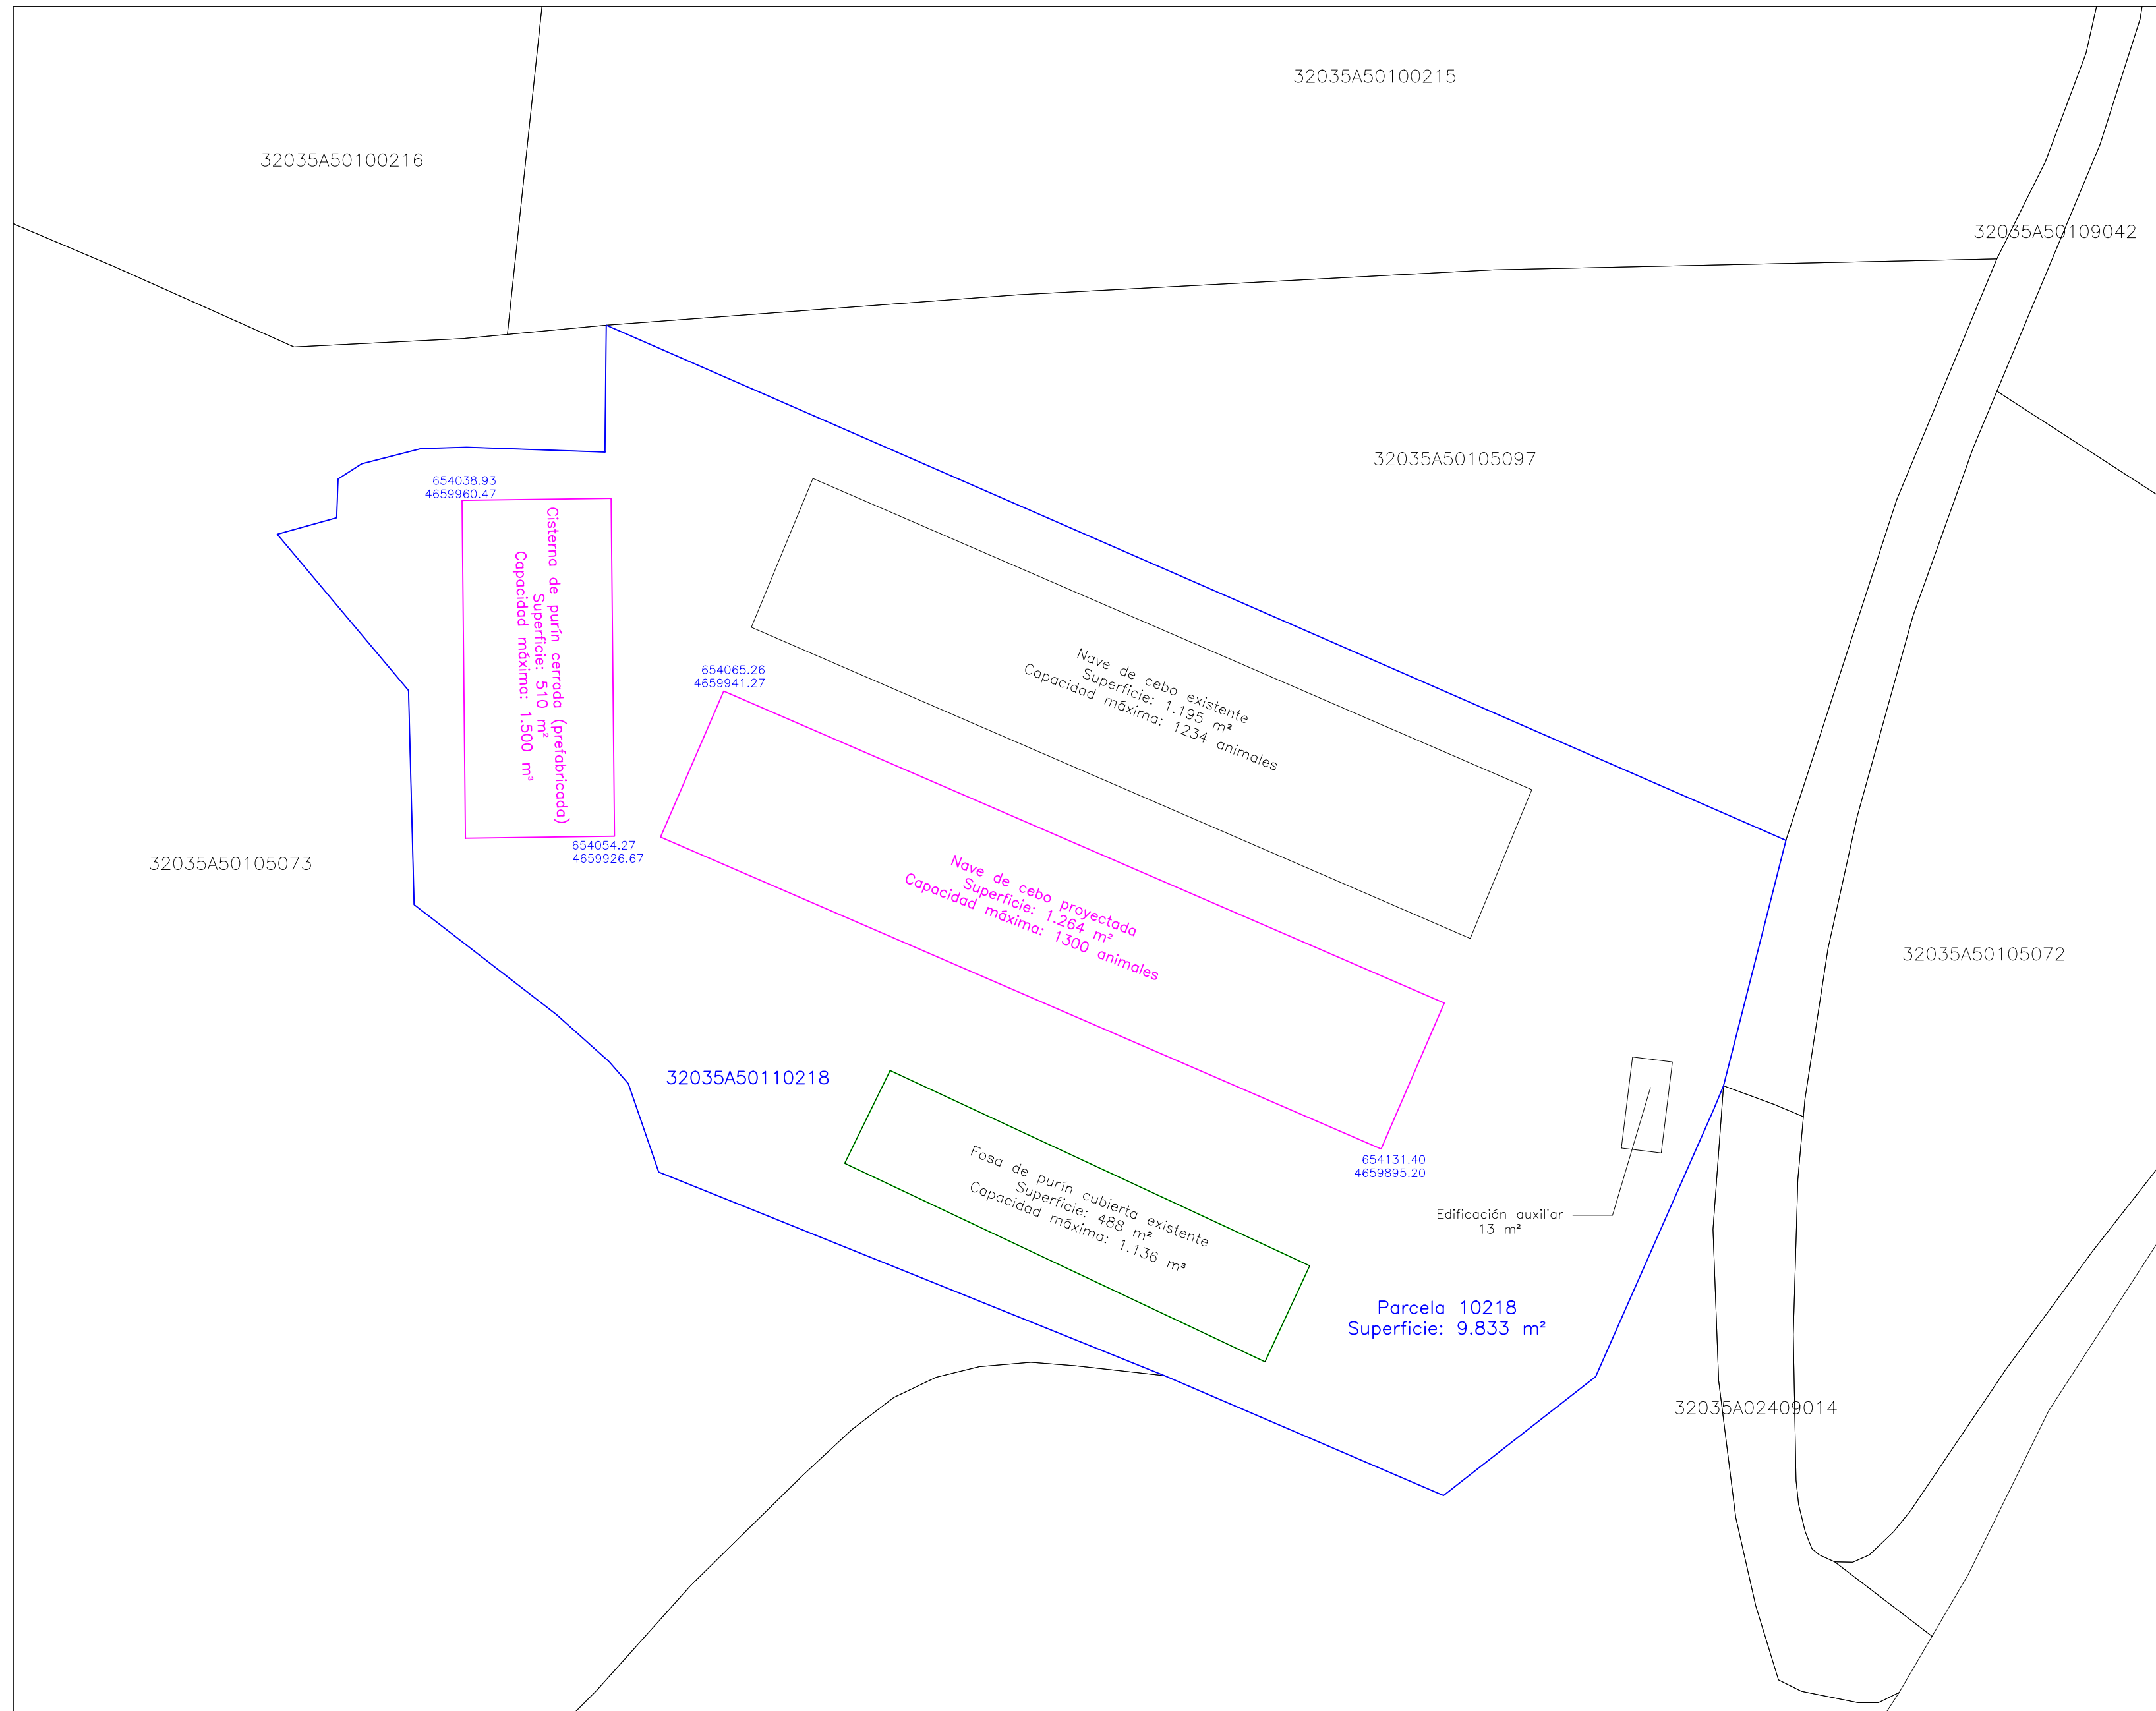 32035A50100215
32035A50100216
32035A50109042
32035A50105097
654038.93
4659960.47
Cisterna de purín cerrada (prefabricada)
Superficie: 510 m²
Capacidad máxima: 1.500 m³
Nave de cebo existente
Superficie: 1.195 m²
Capacidad máxima: 1234 animales
654065.26
4659941.27
654054.27
4659926.67
32035A50105073
Nave de cebo proyectada
Superficie: 1.264 m²
Capacidad máxima: 1300 animales
32035A50105072
32035A50110218
654131.40
4659895.20
Fosa de purín cubierta existente
Superficie: 488 m²
Capacidad máxima: 1.136 m³
Edificación auxiliar
13 m²
Parcela 10218
Superficie: 9.833 m²
32035A02409014